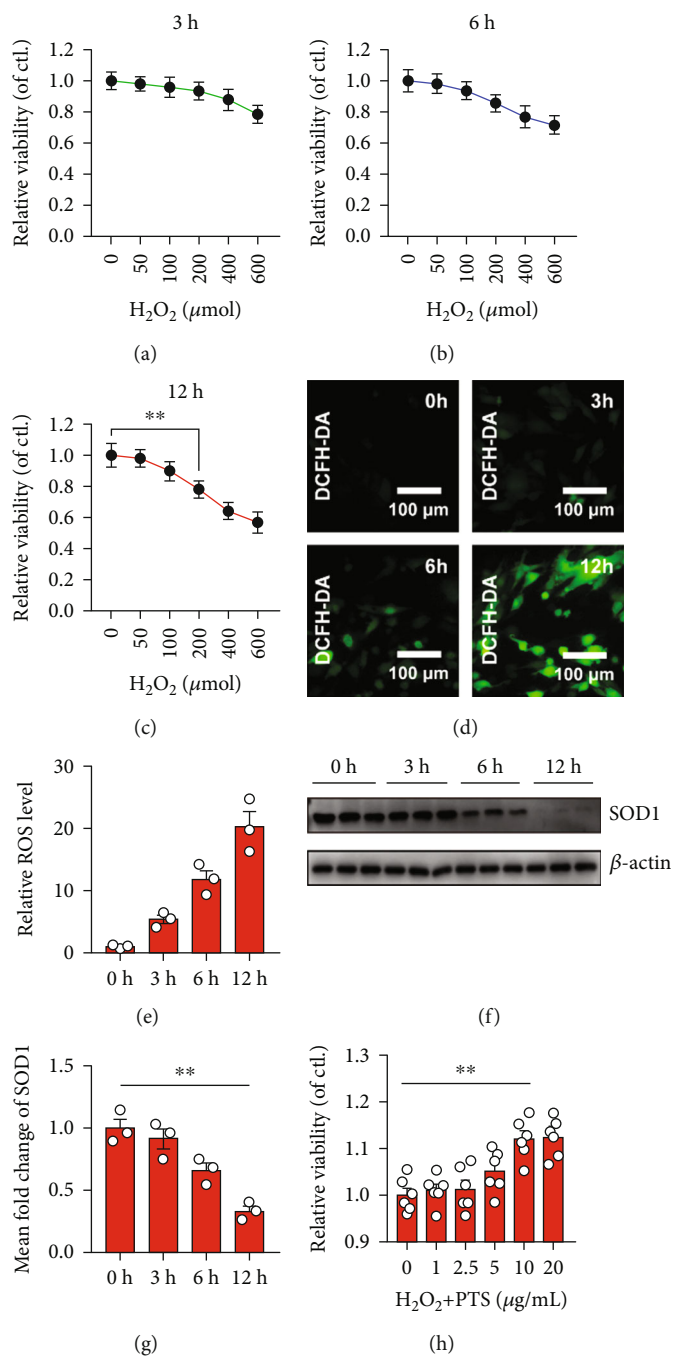 3 h
Relative viability (of ctl.)
1.2
1.0
0.8
0.6
0.4
0.2
0.0
0
50
100
200
400
600
H₂O₂ (μmol)
(a)
6 h
Relative viability (of ctl.)
1.2
1.0
0.8
0.6
0.4
0.2
0.0
0
50
100
200
400
600
H₂O₂ (μmol)
(b)
12 h
Relative viability (of ctl.)
1.2
1.0
0.8
0.6
0.4
0.2
0.0
**
0
50
100
200
400
600
H₂O₂ (μmol)
(c)
DCFH-DA
0h
100 μm
DCFH-DA
3h
100 μm
DCFH-DA
6h
100 μm
DCFH-DA
12h
100 μm
(d)
Relative ROS level
30
20
10
0
0 h 3 h 6 h 12 h
(e)
0 h 3 h 6 h 12 h
SOD1
β-actin
(f)
Mean fold change of SOD1
1.5
1.0
0.5
0.0
**
0 h 3 h 6 h 12 h
(g)
Relative viability (of ctl.)
1.3
1.2
1.1
1.0
0.9
**
0 1 2.5 5 10 20
H₂O₂+PTS (μg/mL)
(h)